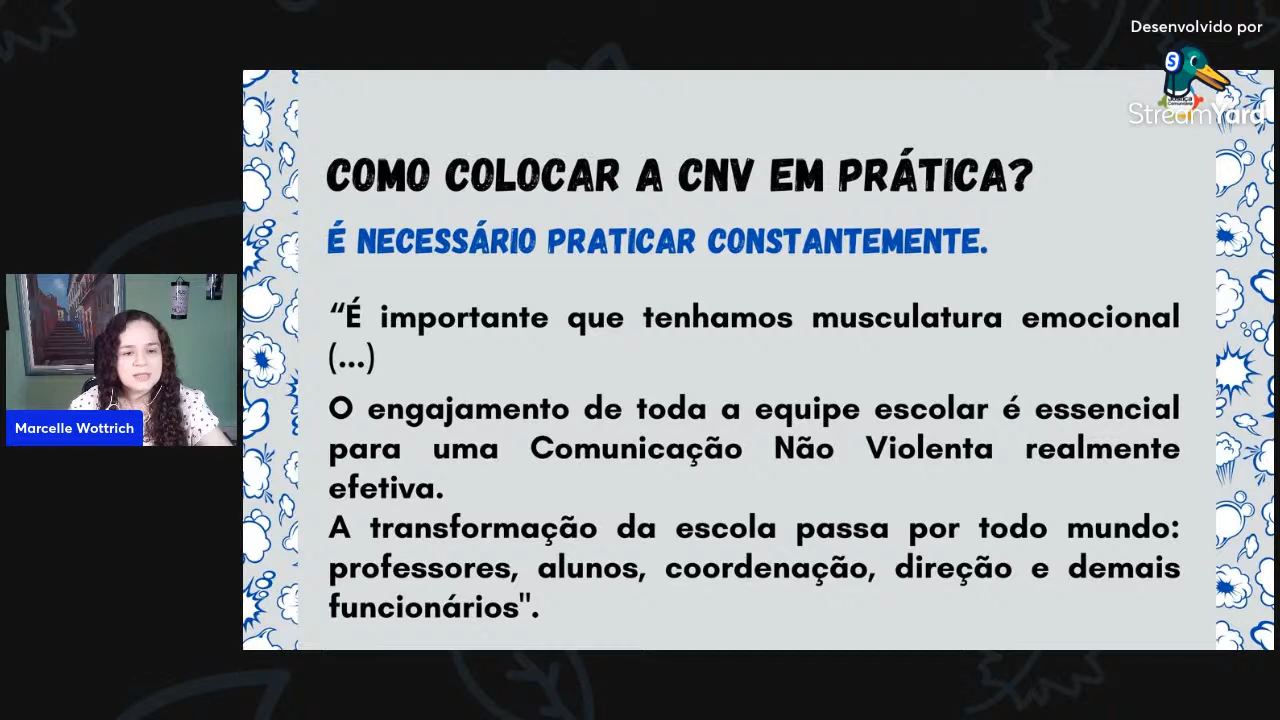 Desenvolvido por
S
Justiça
Comunitária
StreamYard
COMO COLOCAR A CNV EM PRÁTICA?
É NECESSÁRIO PRATICAR CONSTANTEMENTE.
“É importante que tenhamos musculatura emocional
(...)
O engajamento de toda a equipe escolar é essencial
para uma Comunicação Não Violenta realmente
efetiva.
A transformação da escola passa por todo mundo:
professores, alunos, coordenação, direção e demais
funcionários".
Marcelle Wottrich